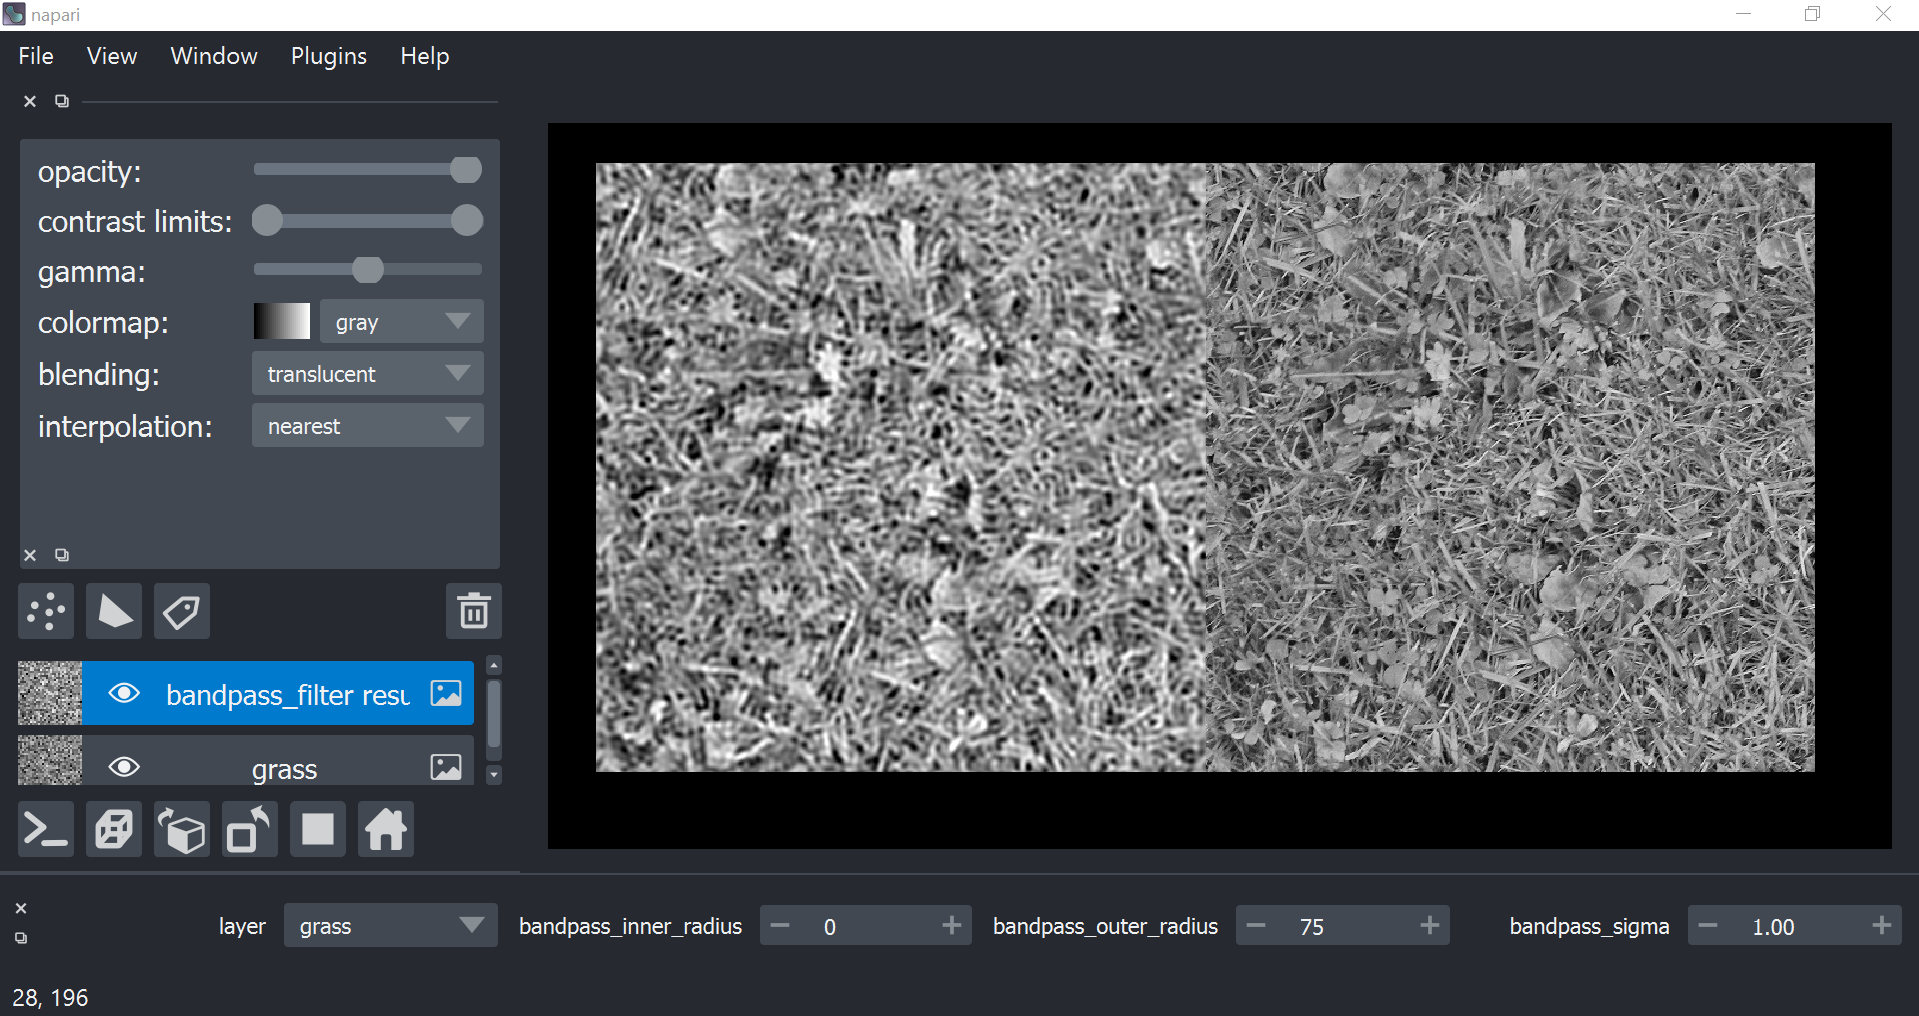 napari
File View Window Plugins Help
opacity:
contrast limits:
gamma:
colormap: gray
blending: translucent
interpolation: nearest
bandpass_filter resu
grass
layer grass bandpass_inner_radius 0 bandpass_outer_radius 75 bandpass_sigma 1.00
28, 196